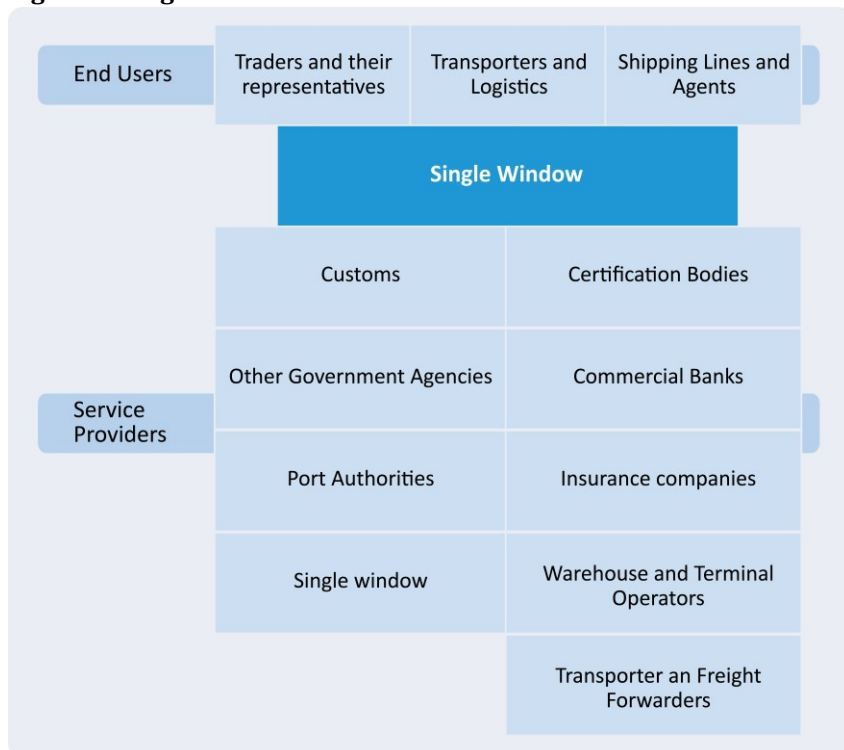 End Users
Traders and their
representatives
Transporters and
Logistics
Shipping Lines and
Agents
Single Window
Customs
Certification Bodies
Other Government Agencies
Commercial Banks
Service
Providers
Port Authorities
Insurance companies
Single window
Warehouse and Terminal
Operators
Transporter an Freight
Forwarders